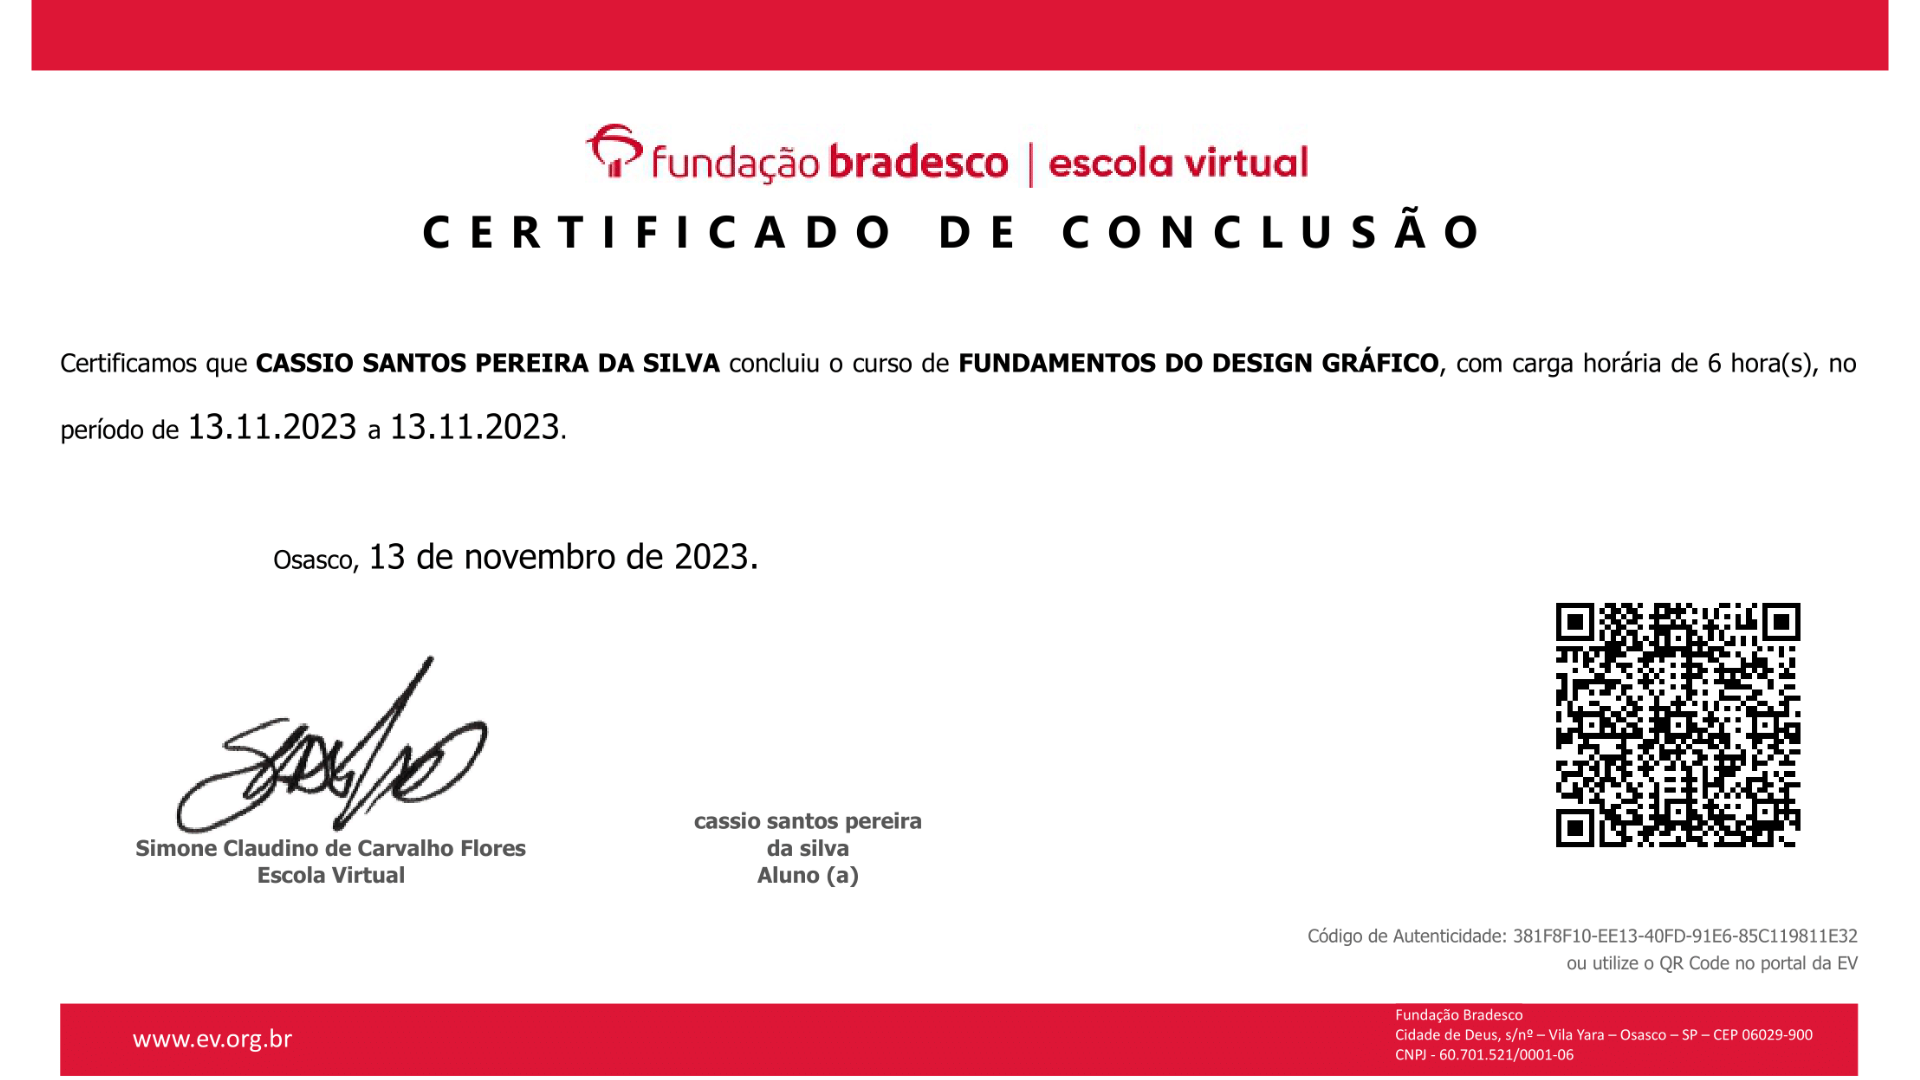 fundação bradesco | escola virtual
CERTIFICADO DE CONCLUSÃO
Certificamos que CASSIO SANTOS PEREIRA DA SILVA concluiu o curso de FUNDAMENTOS DO DESIGN GRÁFICO, com carga horária de 6 hora(s), no
período de 13.11.2023 a 13.11.2023.
Osasco, 13 de novembro de 2023.
Simone Claudino de Carvalho Flores
Escola Virtual
cassio santos pereira
da silva
Aluno (a)
Código de Autenticidade: 381F8F10-EE13-40FD-91E6-85C119811E32
ou utilize o QR Code no portal da EV
www.ev.org.br
Fundação Bradesco
Cidade de Deus, s/nº – Vila Yara – Osasco – SP – CEP 06029-900
CNPJ - 60.701.521/0001-06